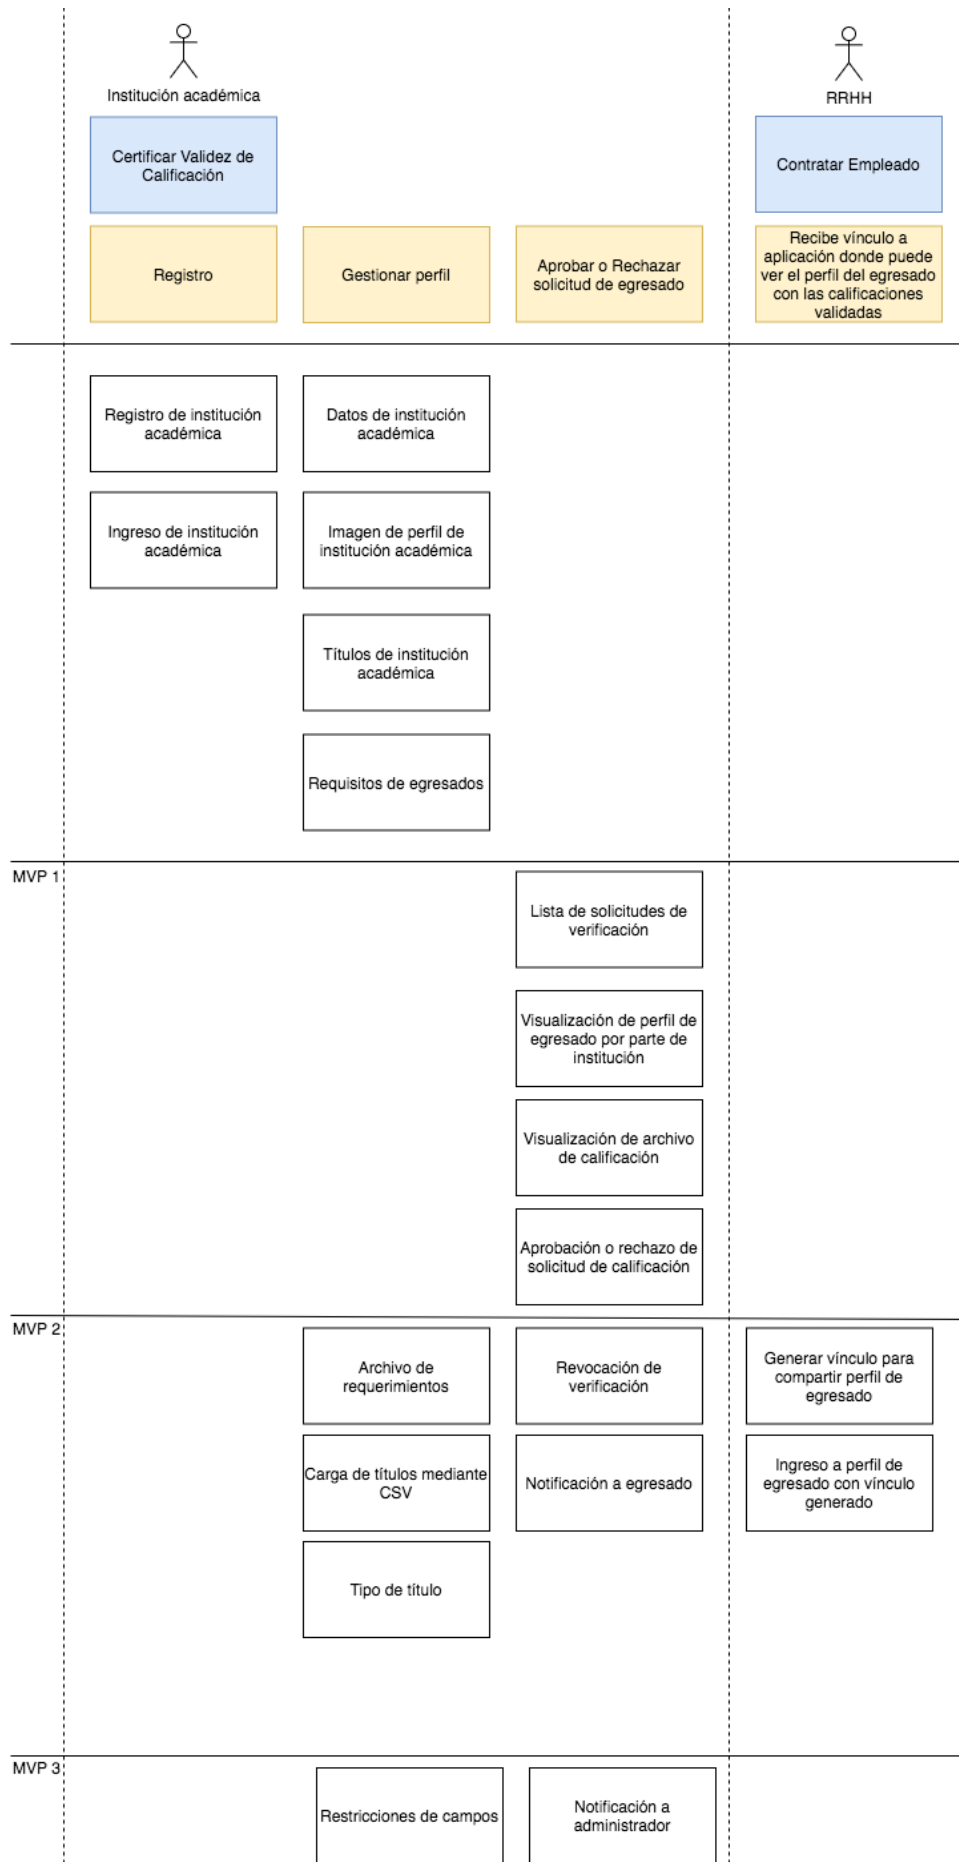 Institución académica
RRHH
Certificar Validez de
Calificación
Contratar Empleado
Registro
Gestionar perfil
Aprobar o Rechazar
solicitud de egresado
Recibe vínculo a
aplicación donde puede
ver el perfil del egresado
con las calificaciones
validadas
Registro de institución
académica
Datos de institución
académica
Ingreso de institución
académica
Imagen de perfil de
institución académica
Títulos de institución
académica
Requisitos de egresados
MVP 1
Lista de solicitudes de
verificación
Visualización de perfil de
egresado por parte de
institución
Visualización de archivo
de calificación
Aprobación o rechazo de
solicitud de calificación
MVP 2
Archivo de
requerimientos
Revocación de
verificación
Generar vínculo para
compartir perfil de
egresado
Carga de títulos mediante
CSV
Notificación a egresado
Ingreso a perfil de
egresado con vínculo
generado
Tipo de título
MVP 3
Restricciones de campos
Notificación a
administrador